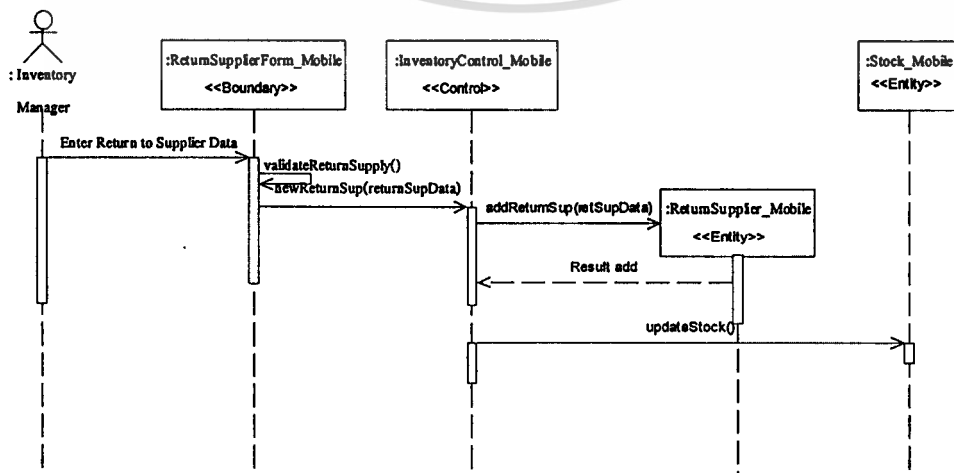 : Inventory
Manager
:ReturnSupplierForm_Mobile
<<Boundary>>
:InventoryControl_Mobile
<<Control>>
:Stock_Mobile
<<Entity>>
Enter Return to Supplier Data
validateReturnSupply()
newReturnSup(returnSupData)
addReturnSup(retSupData)
:ReturnSupplier_Mobile
<<Entity>>
Result add
updateStock()